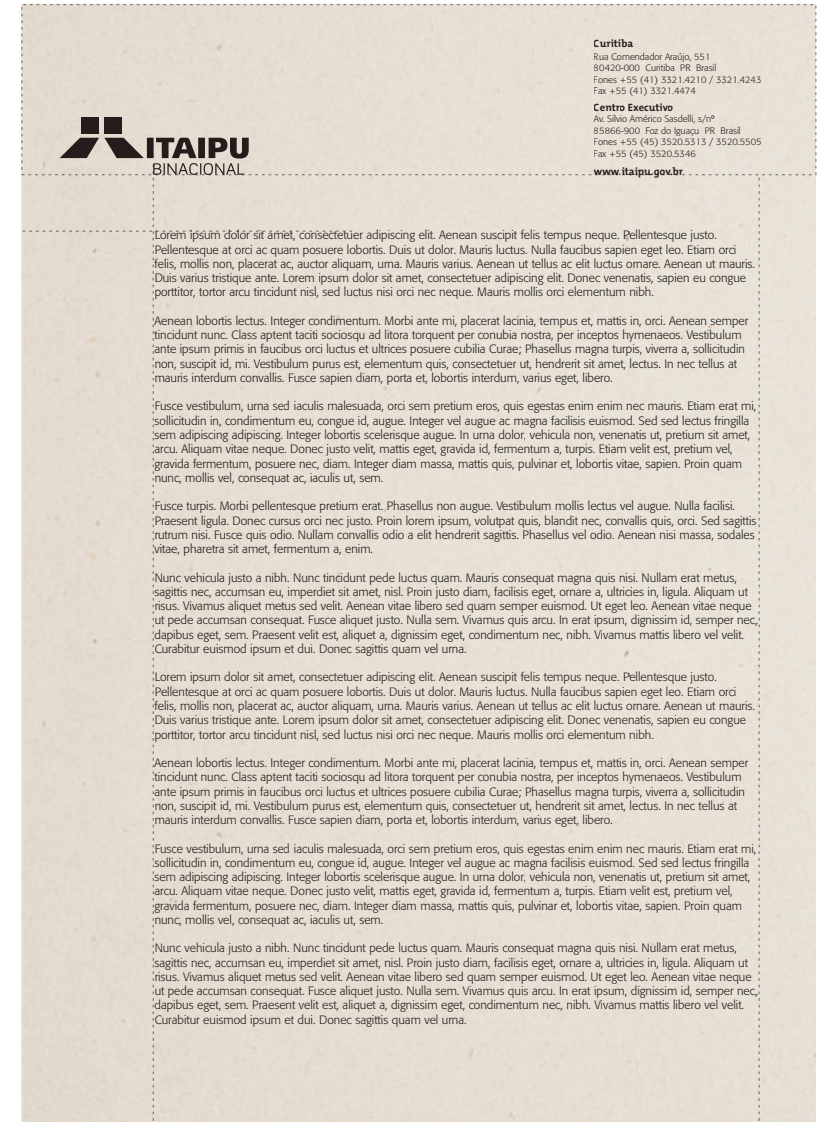 Curitiba
Rua Comendador Araújo, 551
80420-000 Curitiba PR Brasil
Fones +55 (41) 3321.4210 / 3321.4243
Fax +55 (41) 3321.4474
Centro Executivo
Av. Silvio Américo Sasdelli, s/nº
85866-900 Foz do Iguaçu PR Brasil
Fones +55 (45) 3520.5313 / 3520.5505
Fax +55 (45) 3520.5346
www.itaipu.gov.br
ITAIPU
BINACIONAL
Lorem ipsum dolor sit amet, consectetuer adipiscing elit. Aenean suscipit felis tempus neque. Pellentesque justo.
Pellentesque at orci ac quam posuere lobortis. Duis ut dolor. Mauris luctus. Nulla faucibus sapien eget leo. Etiam orci
felis, mollis non, placerat ac, auctor aliquam, urna. Mauris varius. Aenean ut tellus ac elit luctus ornare. Aenean ut mauris.
Duis varius tristique ante. Lorem ipsum dolor sit amet, consectetuer adipiscing elit. Donec venenatis, sapien eu congue
porttitor, tortor arcu tincidunt nisl, sed luctus nisi orci nec neque. Mauris mollis orci elementum nibh.
Aenean lobortis lectus. Integer condimentum. Morbi ante mi, placerat lacinia, tempus et, mattis in, orci. Aenean semper
tincidunt nunc. Class aptent taciti sociosqu ad litora torquent per conubia nostra, per inceptos hymenaeos. Vestibulum
ante ipsum primis in faucibus orci luctus et ultrices posuere cubilia Curae; Phasellus magna turpis, viverra a, sollicitudin
non, suscipit id, mi. Vestibulum purus est, elementum quis, consectetuer ut, hendrerit sit amet, lectus. In nec tellus at
mauris interdum convallis. Fusce sapien diam, porta et, lobortis interdum, varius eget, libero.
Fusce vestibulum, urna sed iaculis malesuada, orci sem pretium eros, quis egestas enim enim nec mauris. Etiam erat mi,
sollicitudin in, condimentum eu, congue id, augue. Integer vel augue ac magna facilisis euismod. Sed sed lectus fringilla
sem adipiscing adipiscing. Integer lobortis scelerisque augue. In urna dolor, vehicula non, venenatis ut, pretium sit amet,
arcu. Aliquam vitae neque. Donec justo velit, mattis eget, gravida id, fermentum a, turpis. Etiam velit est, pretium vel,
gravida fermentum, posuere nec, diam. Integer diam massa, mattis quis, pulvinar et, lobortis vitae, sapien. Proin quam
nunc, mollis vel, consequat ac, iaculis ut, sem.
Fusce turpis. Morbi pellentesque pretium erat. Phasellus non augue. Vestibulum mollis lectus vel augue. Nulla facilisi.
Praesent ligula. Donec cursus orci nec justo. Proin lorem ipsum, volutpat quis, blandit nec, convallis quis, orci. Sed sagittis
rutrum nisi. Fusce quis odio. Nullam convallis odio a elit hendrerit sagittis. Phasellus vel odio. Aenean nisi massa, sodales
vitae, pharetra sit amet, fermentum a, enim.
Nunc vehicula justo a nibh. Nunc tincidunt pede luctus quam. Mauris consequat magna quis nisi. Nullam erat metus,
sagittis nec, accumsan eu, imperdiet sit amet, nisl. Proin justo diam, facilisis eget, ornare a, ultricies in, ligula. Aliquam ut
risus. Vivamus aliquet metus sed velit. Aenean vitae libero sed quam semper euismod. Ut eget leo. Aenean vitae neque
ut pede accumsan consequat. Fusce aliquet justo. Nulla sem. Vivamus quis arcu. In erat ipsum, dignissim id, semper nec,
dapibus eget, sem. Praesent velit est, aliquet a, dignissim eget, condimentum nec, nibh. Vivamus mattis libero vel velit.
Curabitur euismod ipsum et dui. Donec sagittis quam vel urna.
Lorem ipsum dolor sit amet, consectetuer adipiscing elit. Aenean suscipit felis tempus neque. Pellentesque justo.
Pellentesque at orci ac quam posuere lobortis. Duis ut dolor. Mauris luctus. Nulla faucibus sapien eget leo. Etiam orci
felis, mollis non, placerat ac, auctor aliquam, urna. Mauris varius. Aenean ut tellus ac elit luctus ornare. Aenean ut mauris.
Duis varius tristique ante. Lorem ipsum dolor sit amet, consectetuer adipiscing elit. Donec venenatis, sapien eu congue
porttitor, tortor arcu tincidunt nisl, sed luctus nisi orci nec neque. Mauris mollis orci elementum nibh.
Aenean lobortis lectus. Integer condimentum. Morbi ante mi, placerat lacinia, tempus et, mattis in, orci. Aenean semper
tincidunt nunc. Class aptent taciti sociosqu ad litora torquent per conubia nostra, per inceptos hymenaeos. Vestibulum
ante ipsum primis in faucibus orci luctus et ultrices posuere cubilia Curae; Phasellus magna turpis, viverra a, sollicitudin
non, suscipit id, mi. Vestibulum purus est, elementum quis, consectetuer ut, hendrerit sit amet, lectus. In nec tellus at
mauris interdum convallis. Fusce sapien diam, porta et, lobortis interdum, varius eget, libero.
Fusce vestibulum, urna sed iaculis malesuada, orci sem pretium eros, quis egestas enim enim nec mauris. Etiam erat mi,
sollicitudin in, condimentum eu, congue id, augue. Integer vel augue ac magna facilisis euismod. Sed sed lectus fringilla
sem adipiscing adipiscing. Integer lobortis scelerisque augue. In urna dolor, vehicula non, venenatis ut, pretium sit amet,
arcu. Aliquam vitae neque. Donec justo velit, mattis eget, gravida id, fermentum a, turpis. Etiam velit est, pretium vel,
gravida fermentum, posuere nec, diam. Integer diam massa, mattis quis, pulvinar et, lobortis vitae, sapien. Proin quam
nunc, mollis vel, consequat ac, iaculis ut, sem.
Nunc vehicula justo a nibh. Nunc tincidunt pede luctus quam. Mauris consequat magna quis nisi. Nullam erat metus,
sagittis nec, accumsan eu, imperdiet sit amet, nisl. Proin justo diam, facilisis eget, ornare a, ultricies in, ligula. Aliquam ut
risus. Vivamus aliquet metus sed velit. Aenean vitae libero sed quam semper euismod. Ut eget leo. Aenean vitae neque
ut pede accumsan consequat. Fusce aliquet justo. Nulla sem. Vivamus quis arcu. In erat ipsum, dignissim id, semper nec,
dapibus eget, sem. Praesent velit est, aliquet a, dignissim eget, condimentum nec, nibh. Vivamus mattis libero vel velit.
Curabitur euismod ipsum et dui. Donec sagittis quam vel urna.